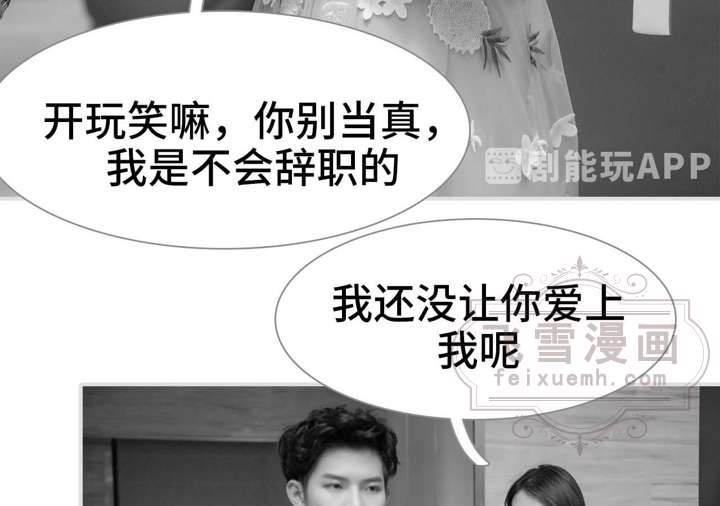 开玩笑嘛，你别当真，
我是不会辞职的
剧能玩APP
我还没让你爱上
我呢
飞雪漫画
feixuemh.com